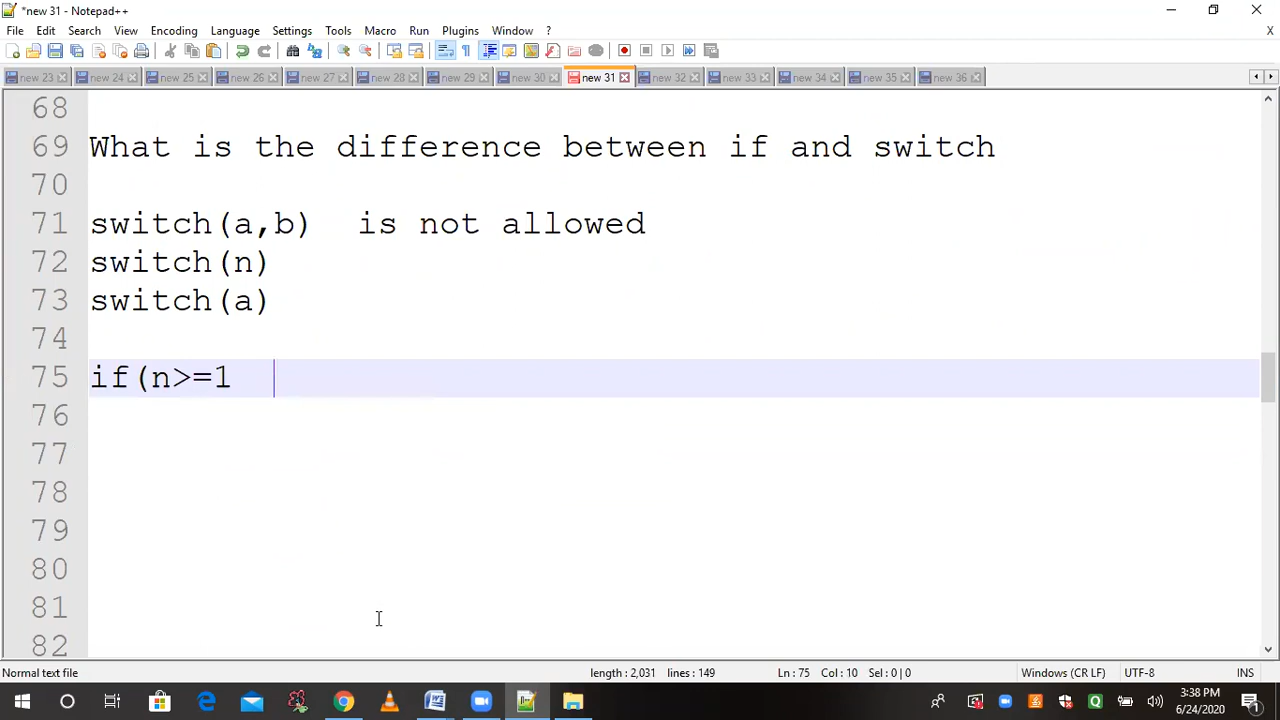 *new 31 - Notepad++
File Edit Search View Encoding Language Settings Tools Macro Run Plugins Window ? X
new 23 new 24 new 25 new 26 new 27 new 28 new 29 new 30 new 31 new 32 new 33 new 34 new 35 new 36
68
69 What is the difference between if and switch
70
71 switch(a,b) is not allowed
72 switch(n)
73 switch(a)
74
75 if(n>=1
76
77
78
79
80
81
82
Normal text file length : 2,031 lines : 149 Ln : 75 Col : 10 Sel : 0 | 0 Windows (CR LF) UTF-8 INS
3:38 PM
6/24/2020